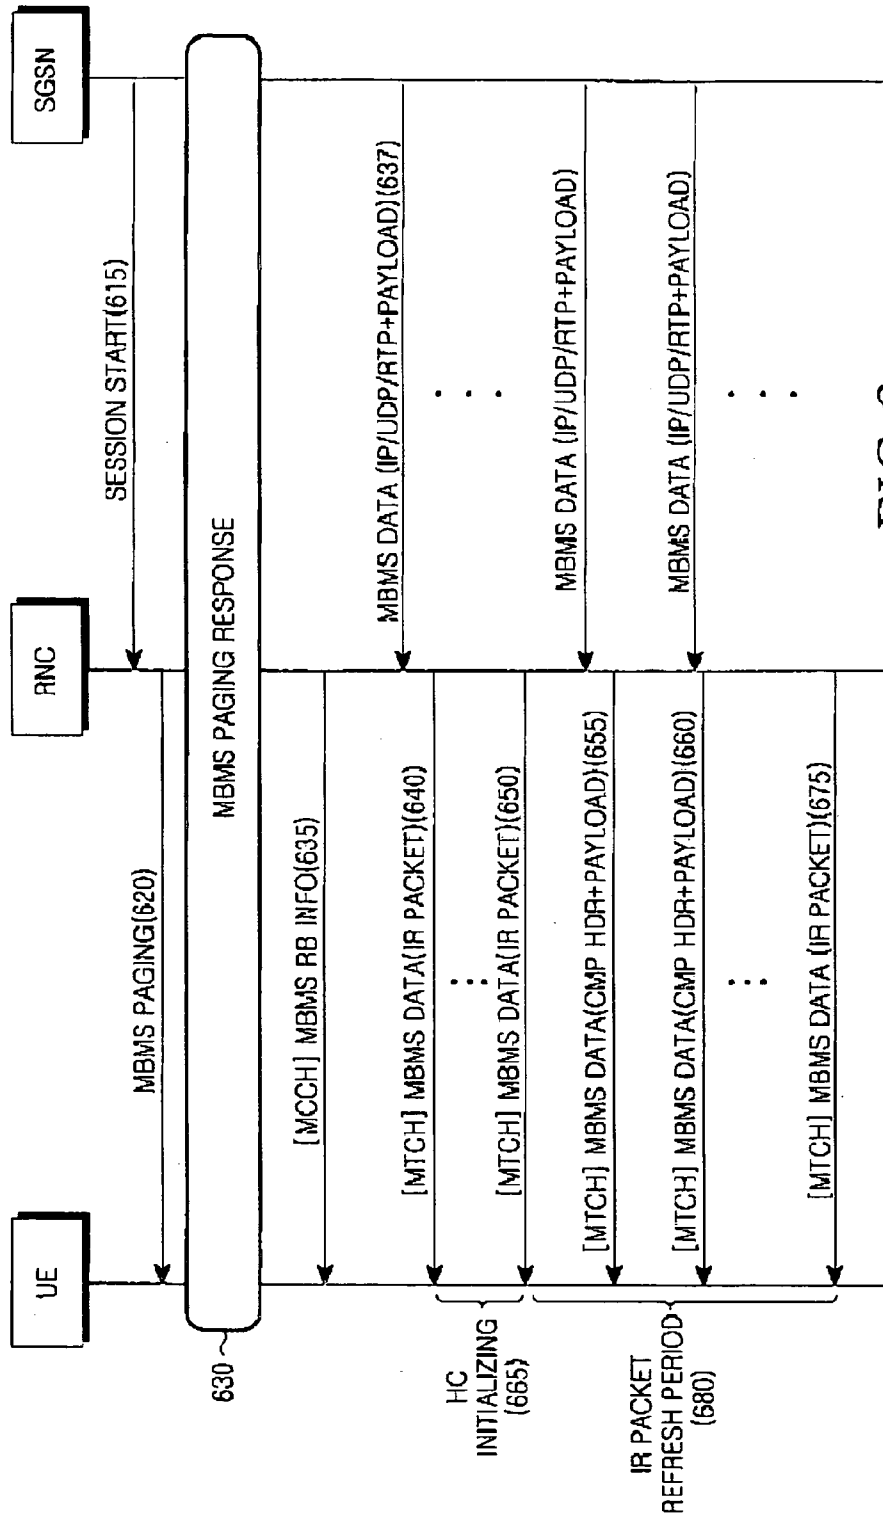 UE
RNC
SGSN
SESSION START(615)
MBMS PAGING(620)
630
MBMS PAGING RESPONSE
[MCCH] MBMS RB INFO(635)
MBMS DATA (IP/UDP/RTP+PAYLOAD)(637)
[MTCH] MBMS DATA(IR PACKET)(640)
HC
INITIALIZING
(665)
[MTCH] MBMS DATA(IR PACKET)(650)
MBMS DATA (IP/UDP/RTP+PAYLOAD)
[MTCH] MBMS DATA(CMP HDR+PAYLOAD)(655)
IR PACKET
REFRESH PERIOD
(680)
MBMS DATA (IP/UDP/RTP+PAYLOAD)
[MTCH] MBMS DATA(CMP HDR+PAYLOAD)(660)
[MTCH] MBMS DATA (IR PACKET)(675)